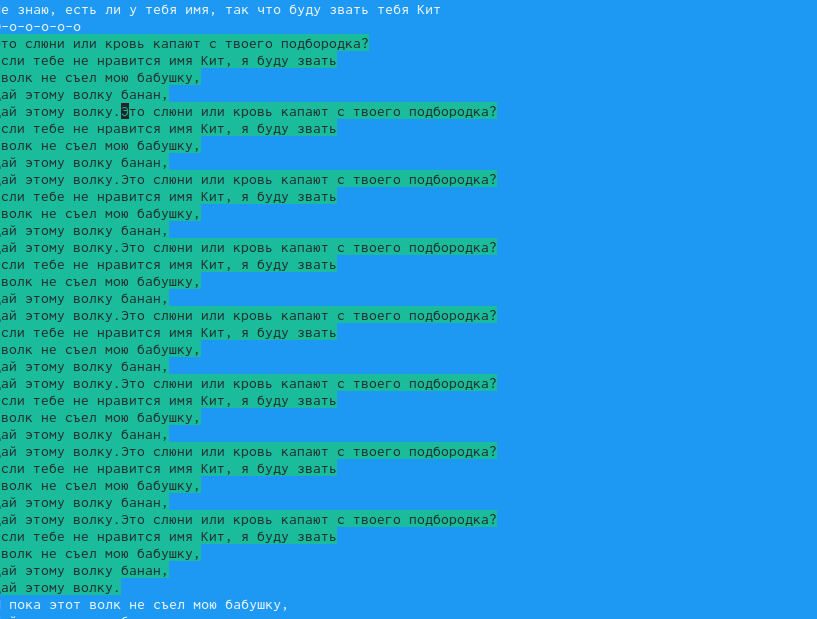 е знаю, есть ли у тебя имя, так что буду звать тебя Кит
-о-о-о-о-о
то слюни или кровь капают с твоего подбородка?
сли тебе не нравится имя Кит, я буду звать
волк не съел мою бабушку,
ай этому волку банан,
ай этому волку.Это слюни или кровь капают с твоего подбородка?
сли тебе не нравится имя Кит, я буду звать
волк не съел мою бабушку,
ай этому волку банан,
ай этому волку.Это слюни или кровь капают с твоего подбородка?
сли тебе не нравится имя Кит, я буду звать
волк не съел мою бабушку,
ай этому волку банан,
ай этому волку.Это слюни или кровь капают с твоего подбородка?
сли тебе не нравится имя Кит, я буду звать
волк не съел мою бабушку,
ай этому волку банан,
ай этому волку.Это слюни или кровь капают с твоего подбородка?
сли тебе не нравится имя Кит, я буду звать
волк не съел мою бабушку,
ай этому волку банан,
ай этому волку.Это слюни или кровь капают с твоего подбородка?
сли тебе не нравится имя Кит, я буду звать
волк не съел мою бабушку,
ай этому волку банан,
ай этому волку.Это слюни или кровь капают с твоего подбородка?
сли тебе не нравится имя Кит, я буду звать
волк не съел мою бабушку,
ай этому волку банан,
ай этому волку.Это слюни или кровь капают с твоего подбородка?
сли тебе не нравится имя Кит, я буду звать
волк не съел мою бабушку,
ай этому волку банан,
ай этому волку.
пока этот волк не съел мою бабушку,